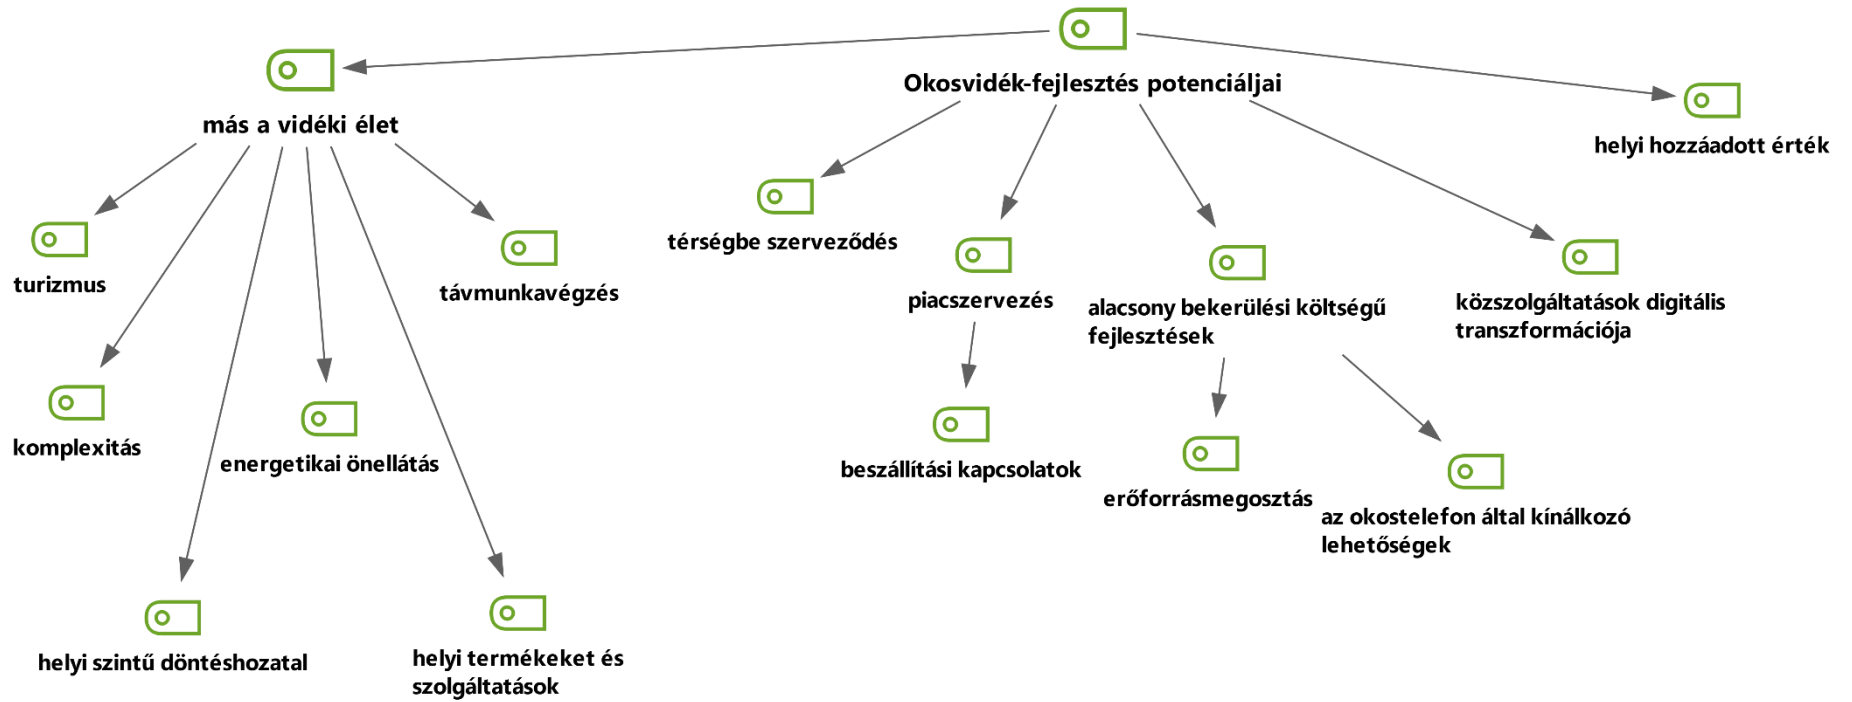 Okosvidék-fejlesztés potenciáljai
más a vidéki élet
helyi hozzáadott érték
térségbe szerveződés
turizmus
távmunkavégzés
piacszervezés
alacsony bekerülési költségű
fejlesztések
közszolgáltatások digitális
transzformációja
komplexitás
energetikai önellátás
beszállítási kapcsolatok
erőforrásmegosztás
az okostelefon által kínálkozó
lehetőségek
helyi szintű döntéshozatal
helyi termékeket és
szolgáltatások